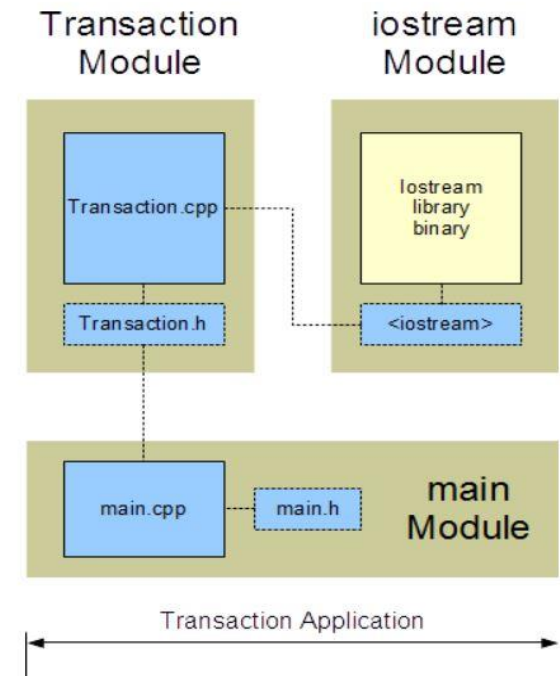 Transaction
Module
iostream
Module
Transaction.cpp
Iostream
library
binary
Transaction.h
<iostream>
main.cpp
main.h
main
Module
Transaction Application